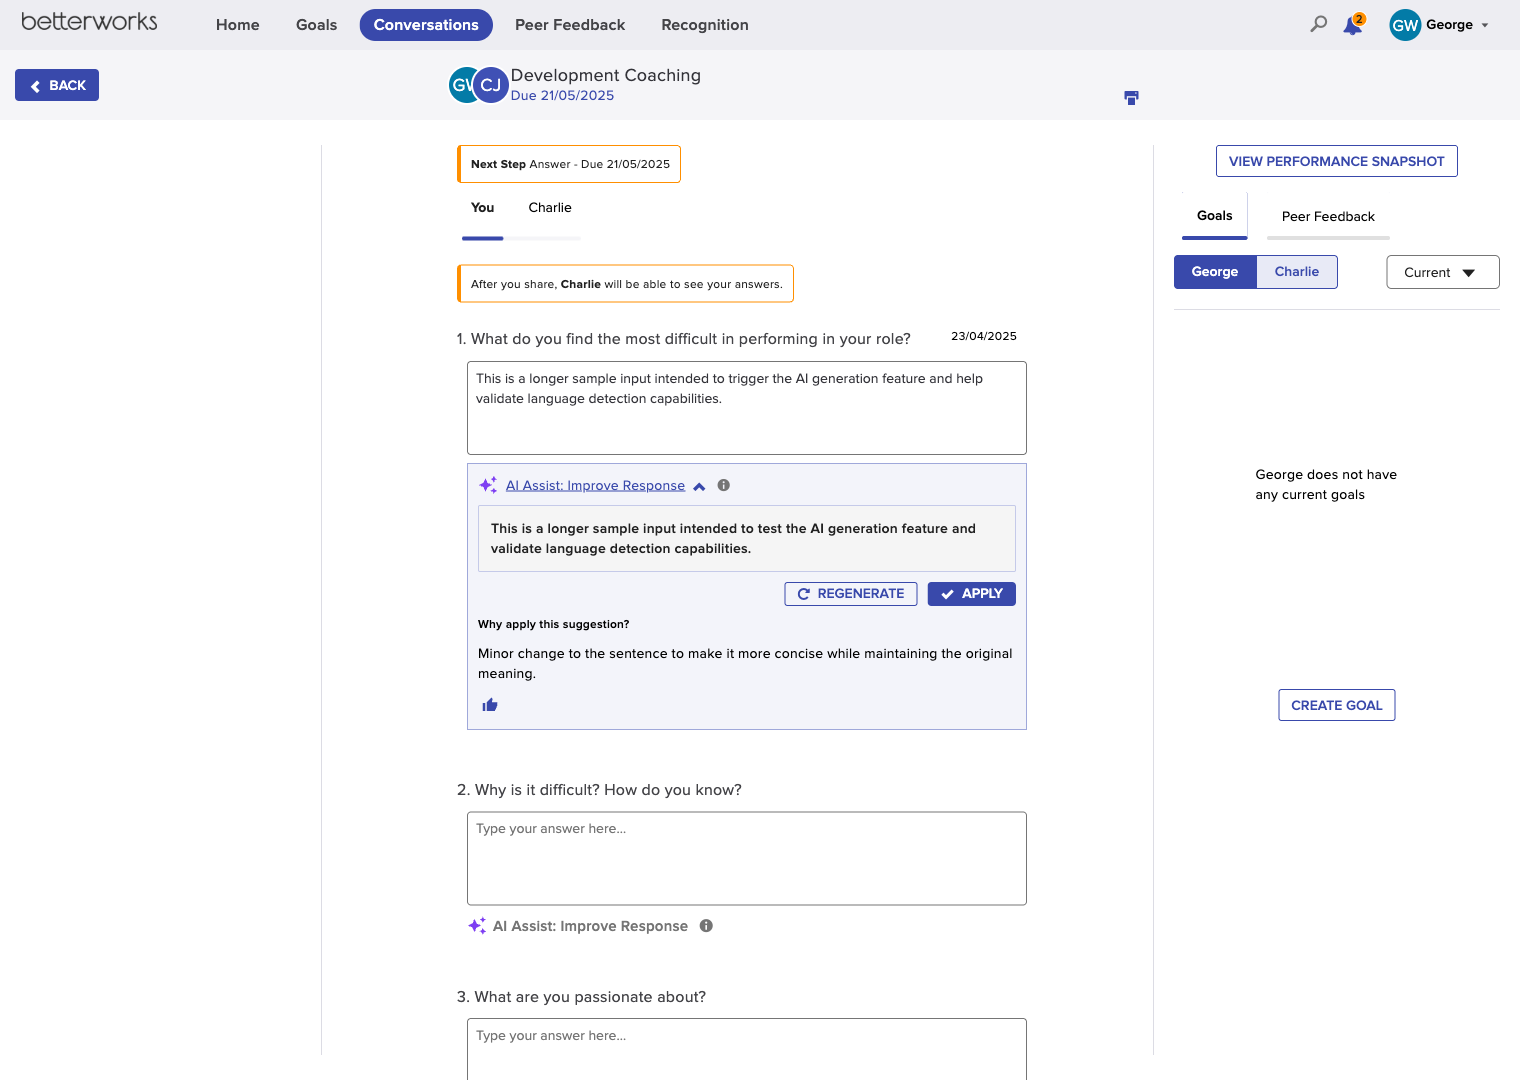 betterworks
Home
Goals
Conversations
Peer Feedback
Recognition
2
GW
George
BACK
CJ
Development Coaching
Due 21/05/2025
Next Step Answer - Due 21/05/2025
You
Charlie
After you share, Charlie will be able to see your answers.
1. What do you find the most difficult in performing in your role?
23/04/2025
This is a longer sample input intended to trigger the AI generation feature and help
validate language detection capabilities.
AI Assist: Improve Response
This is a longer sample input intended to test the AI generation feature and
validate language detection capabilities.
REGENERATE
APPLY
Why apply this suggestion?
Minor change to the sentence to make it more concise while maintaining the original
meaning.
2. Why is it difficult? How do you know?
Type your answer here...
AI Assist: Improve Response
3. What are you passionate about?
Type your answer here...
VIEW PERFORMANCE SNAPSHOT
Goals
Peer Feedback
George
Charlie
Current
George does not have
any current goals
CREATE GOAL